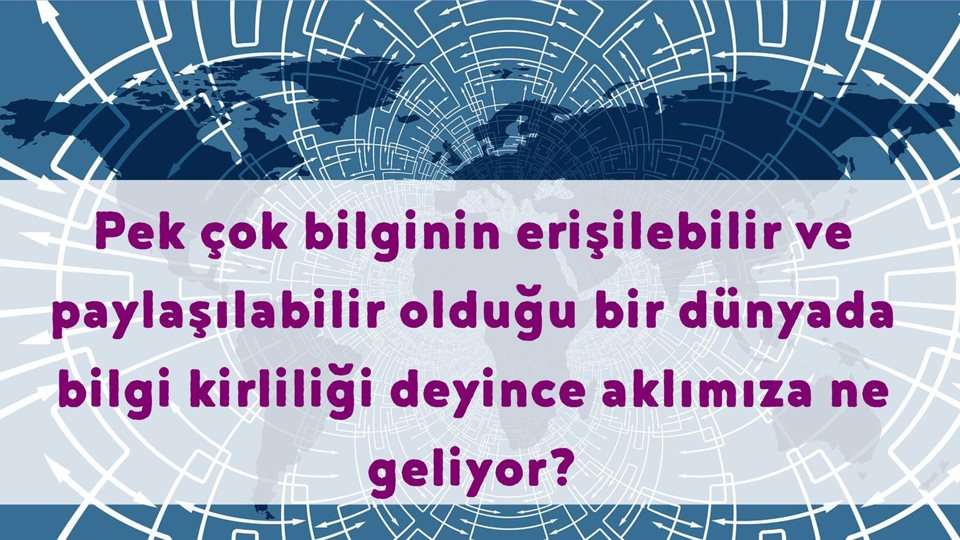 Pek çok bilginin erişilebilir ve
paylaşılabilir olduğu bir dünyada
bilgi kirliliği deyince aklımıza ne
geliyor?